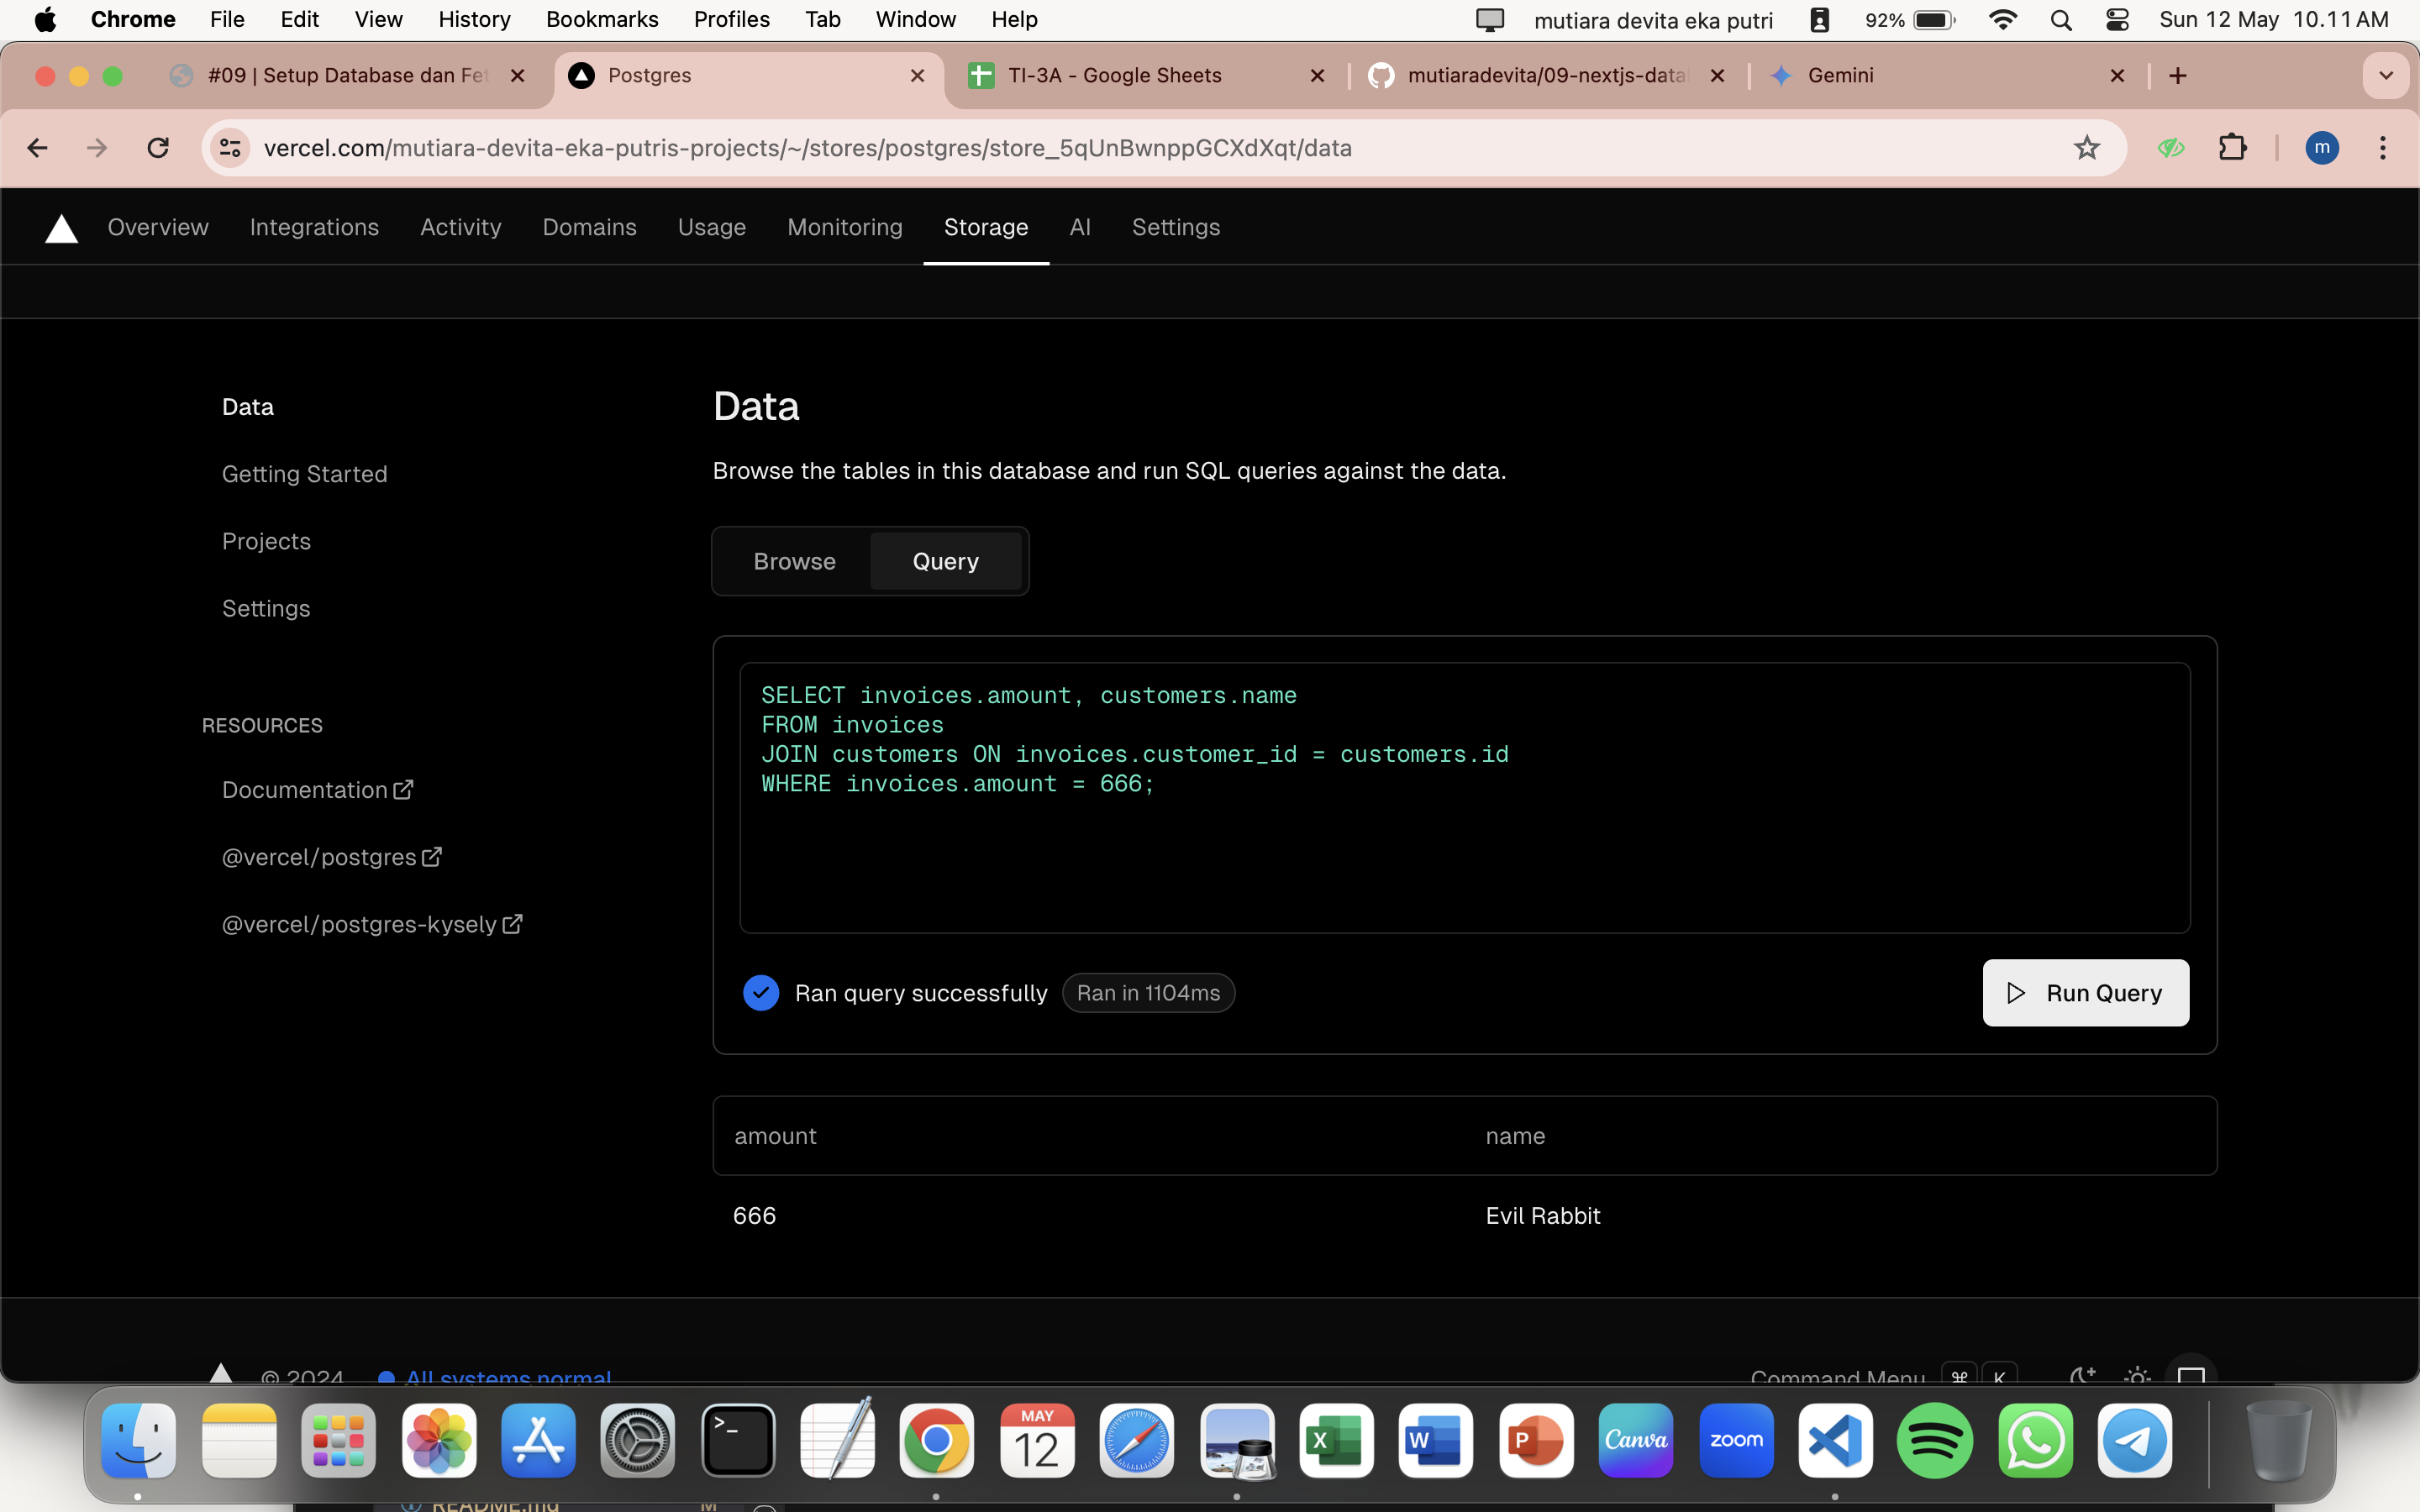 Chrome File Edit View History Bookmarks Profiles Tab Window Help mutiara devita eka putri 92% Sun 12 May 10.11 AM
#09 | Setup Database dan Fet Postgres TI-3A - Google Sheets mutiaradevita/09-nextjs-data Gemini
vercel.com/mutiara-devita-eka-putris-projects/~/stores/postgres/store_5qUnBwnppGCXdXqt/data m
Overview Integrations Activity Domains Usage Monitoring Storage AI Settings
Data
Getting Started
Projects
Settings
RESOURCES
Documentation
@vercel/postgres
@vercel/postgres-kysely
Data
Browse the tables in this database and run SQL queries against the data.
Browse Query
SELECT invoices.amount, customers.name
FROM invoices
JOIN customers ON invoices.customer_id = customers.id
WHERE invoices.amount = 666;
Ran query successfully Ran in 1104ms Run Query
amount name
666 Evil Rabbit
© 2024 All systems normal Command Menu ⌘ K
>_ MAY 12 X W P Canva zoom
README.md M